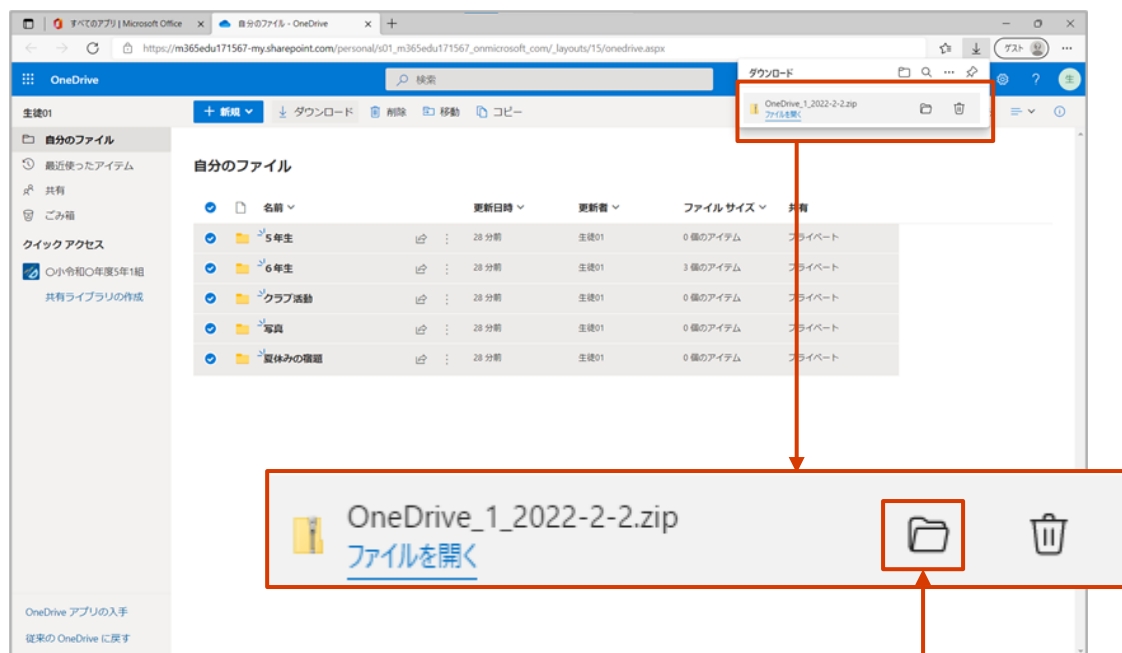 すべてのアプリ | Microsoft Office
自分のファイル - OneDrive
https://m365edu171567-my.sharepoint.com/personal/s01_m365edu171567_onmicrosoft_com/_layouts/15/onedrive.aspx
ゲスト
OneDrive
検索
ダウンロード
?
生
OneDrive_1_2022-2-2.zip
ファイルを開く
生徒01
+ 新規
ダウンロード
削除
移動
コピー
自分のファイル
最近使ったアイテム
共有
ごみ箱
クイック アクセス
〇小令和〇年度5年1組
共有ライブラリの作成
自分のファイル
名前 更新日時 更新者 ファイル サイズ 共有
5年生 28 分前 生徒01 0 個のアイテム プライベート
6年生 28 分前 生徒01 3 個のアイテム プライベート
クラブ活動 28 分前 生徒01 0 個のアイテム プライベート
写真 28 分前 生徒01 0 個のアイテム プライベート
夏休みの宿題 28 分前 生徒01 0 個のアイテム プライベート
OneDrive_1_2022-2-2.zip
ファイルを開く
OneDrive アプリの入手
従来の OneDrive に戻す